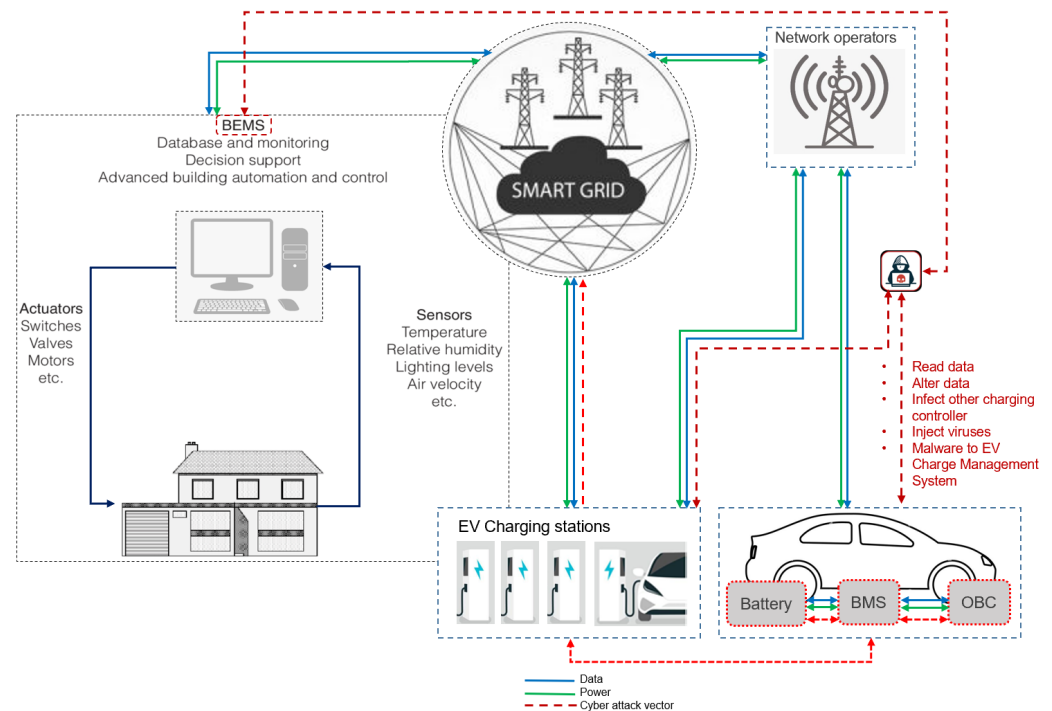 Network operators
BEMS
Database and monitoring
Decision support
Advanced building automation and control
SMART GRID
Actuators
Switches
Valves
Motors
etc.
Sensors
Temperature
Relative humidity
Lighting levels
Air velocity
etc.
• Read data
• Alter data
• Infect other charging
controller
• Inject viruses
• Malware to EV
Charge Management
System
EV Charging stations
Battery
BMS
OBC
Data
Power
Cyber attack vector